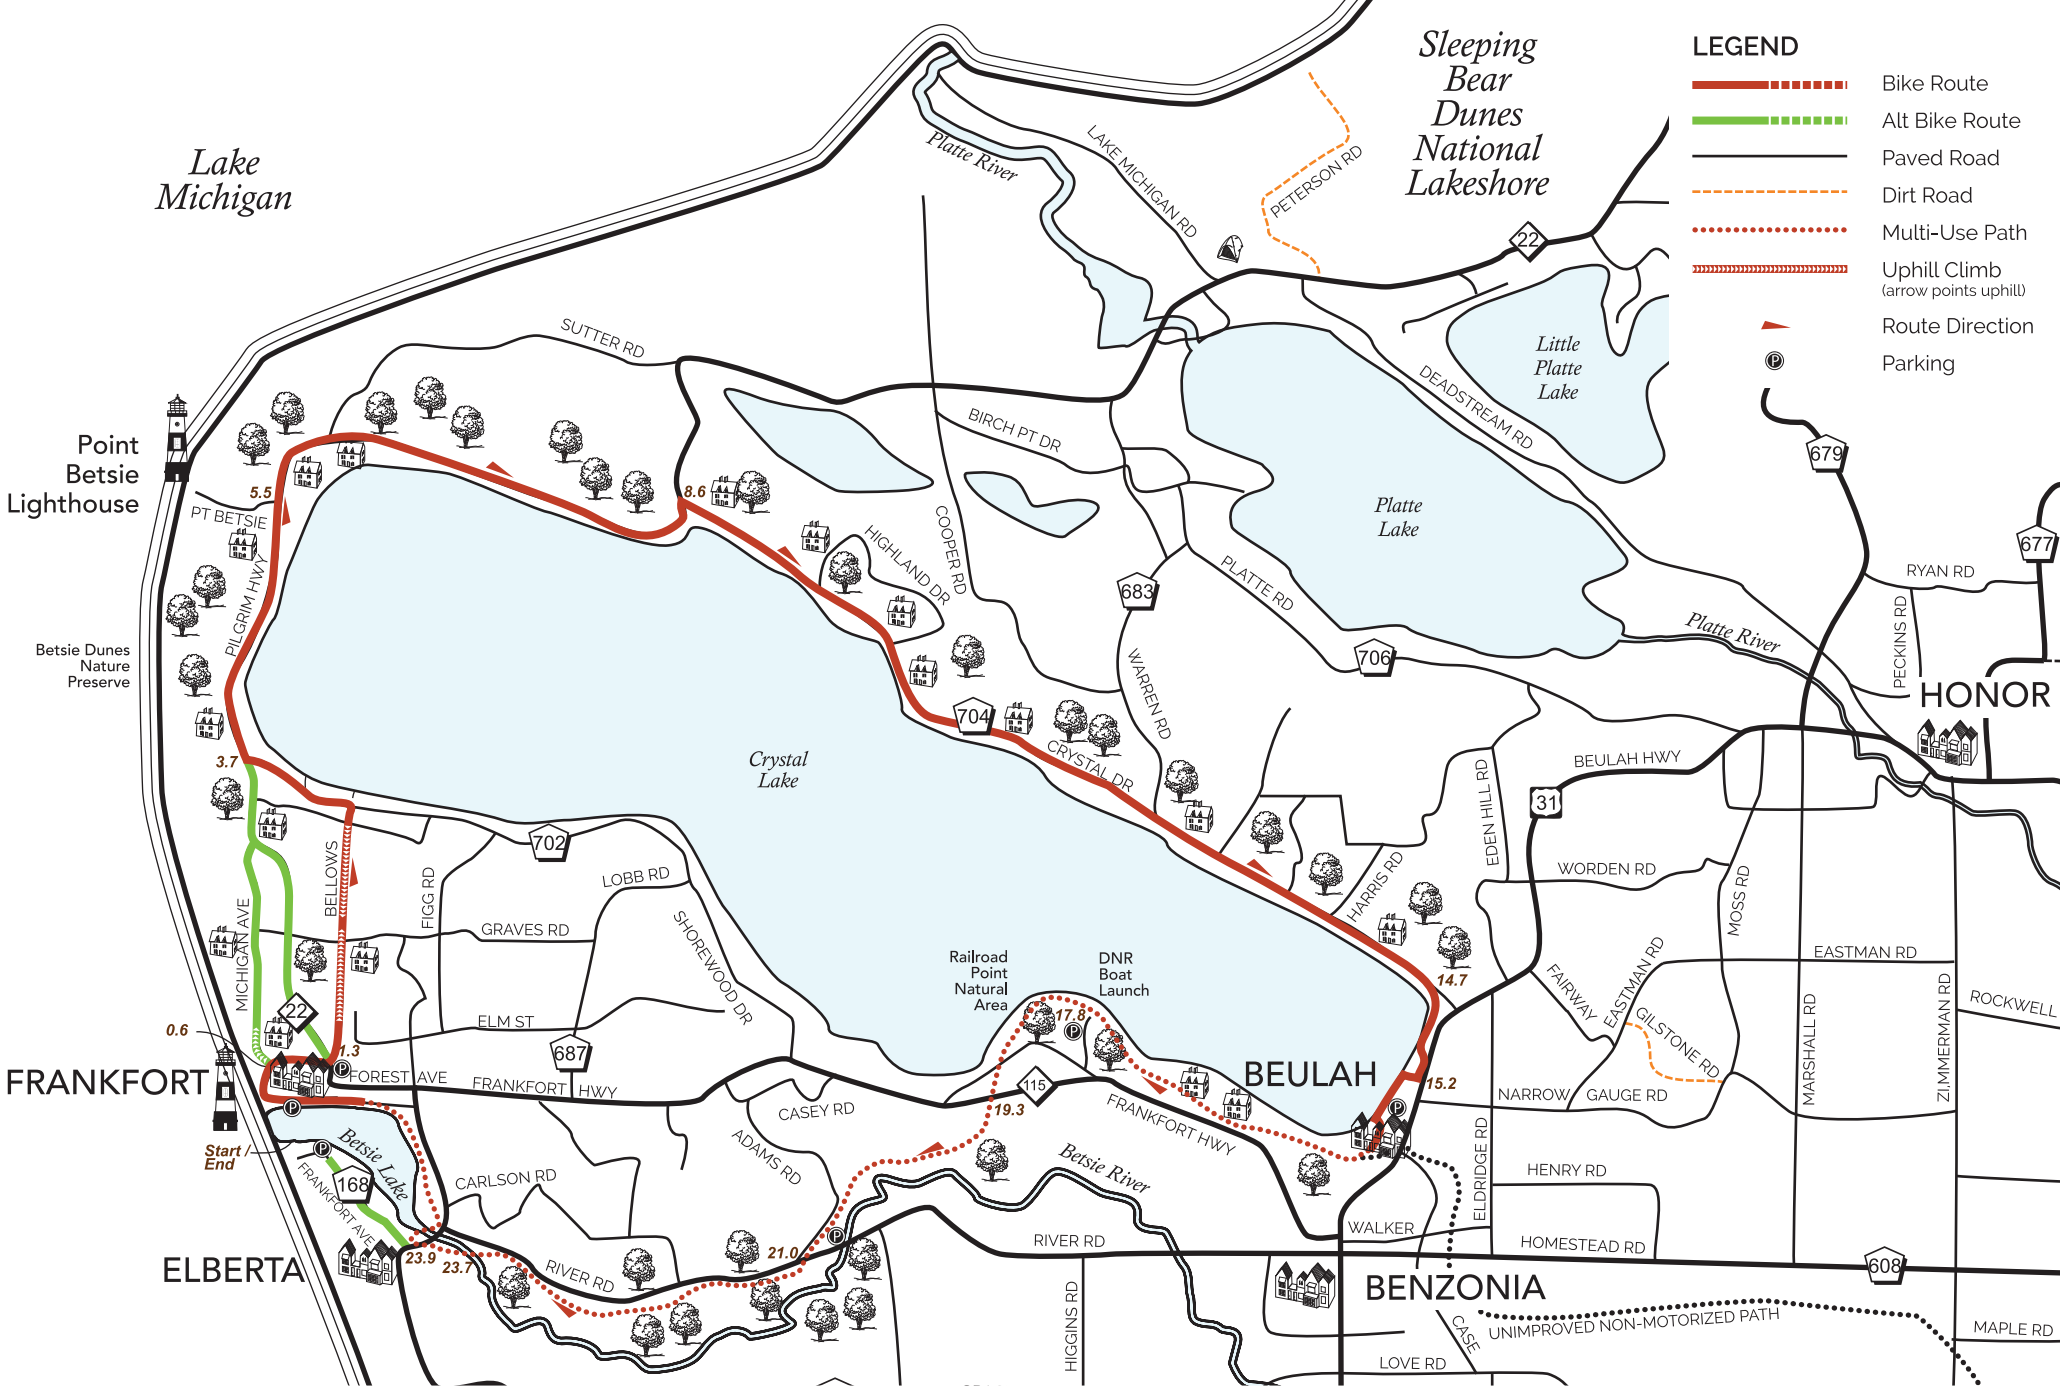 Lake
Michigan
Sleeping
Bear
Dunes
National
Lakeshore
LEGEND
Bike Route
Alt Bike Route
Paved Road
Dirt Road
Multi-Use Path
Uphill Climb
(arrow points uphill)
Route Direction
P
Parking
Platte River
LAKE MICHIGAN RD
PETERSON RD
22
Little
Platte
Lake
DEADSTREAM RD
SUTTER RD
BIRCH PT DR
679
677
Point
Betsie
Lighthouse
5.5
PT BETSIE
8.6
Platte
Lake
COOPER RD
HIGHLAND DR
683
PLATTE RD
RYAN RD
PECKINS RD
PILGRIM HWY
Betsie Dunes
Nature
Preserve
Platte River
706
WARREN RD
HONOR
704
CRYSTAL DR
Crystal
Lake
3.7
BEULAH HWY
31
EDEN HILL RD
702
BELLOWS
FIGG RD
LOBB RD
WORDEN RD
HARRIS RD
MOSS RD
MICHIGAN AVE
GRAVES RD
SHOREWOOD DR
Railroad
Point
Natural
Area
DNR
Boat
Launch
14.7
FAIRWAY
EASTMAN RD
EASTMAN RD
GILSTONE RD
MARSHALL RD
ZIMMERMAN RD
ROCKWELL
22
0.6
ELM ST
17.8
P
687
1.3
P
FRANKFORT
FOREST AVE
FRANKFORT HWY
115
BEULAH
15.2
NARROW GAUGE RD
P
P
CASEY RD
19.3
FRANKFORT HWY
Start /
End
P
Betsie Lake
ADAMS RD
168
FRANKFORT AVE
CARLSON RD
Betsie River
HENRY RD
ELDRIDGE RD
WALKER
P
ELBERTA
23.9
23.7
RIVER RD
21.0
RIVER RD
HOMESTEAD RD
608
BENZONIA
HIGGINS RD
CASE
UNIMPROVED NON-MOTORIZED PATH
MAPLE RD
LOVE RD